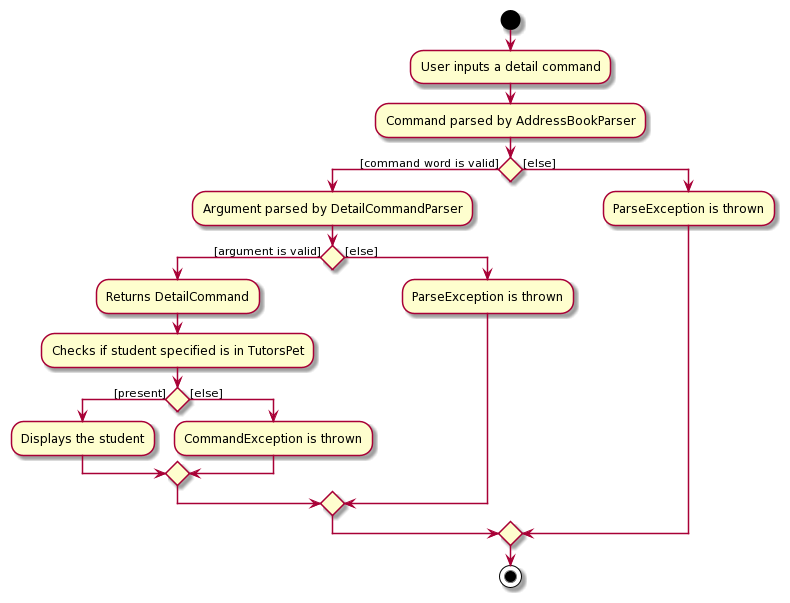 User inputs a detail command
Command parsed by AddressBookParser
[command word is valid]
[else]
Argument parsed by DetailCommandParser
ParseException is thrown
[argument is valid]
[else]
Returns DetailCommand
ParseException is thrown
Checks if student specified is in TutorsPet
[present]
[else]
Displays the student
CommandException is thrown